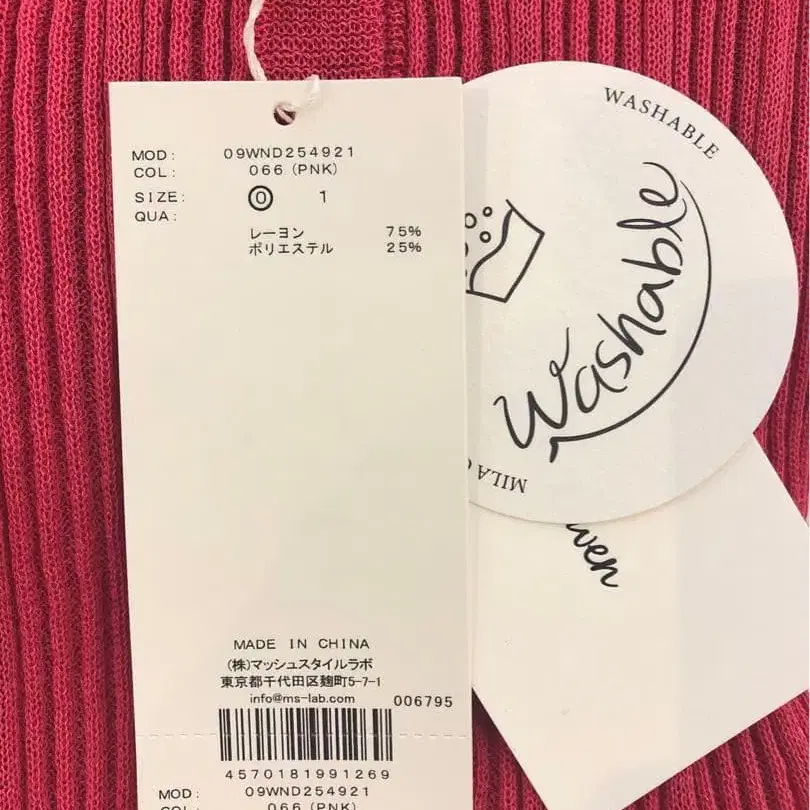 MOD: 09WND254921
COL: 066 (PNK)
SIZE: 0 1
QUA:
レーヨン 75%
ポリエステル 25%
MADE IN CHINA
(株)マッシュスタイルラボ
東京都千代田区麹町5-7-1
info@ms-lab.com
006795
4570181991269
MOD: 09WND254921
COL: 066 (PNK)
WASHABLE
Washable
MILA
wen